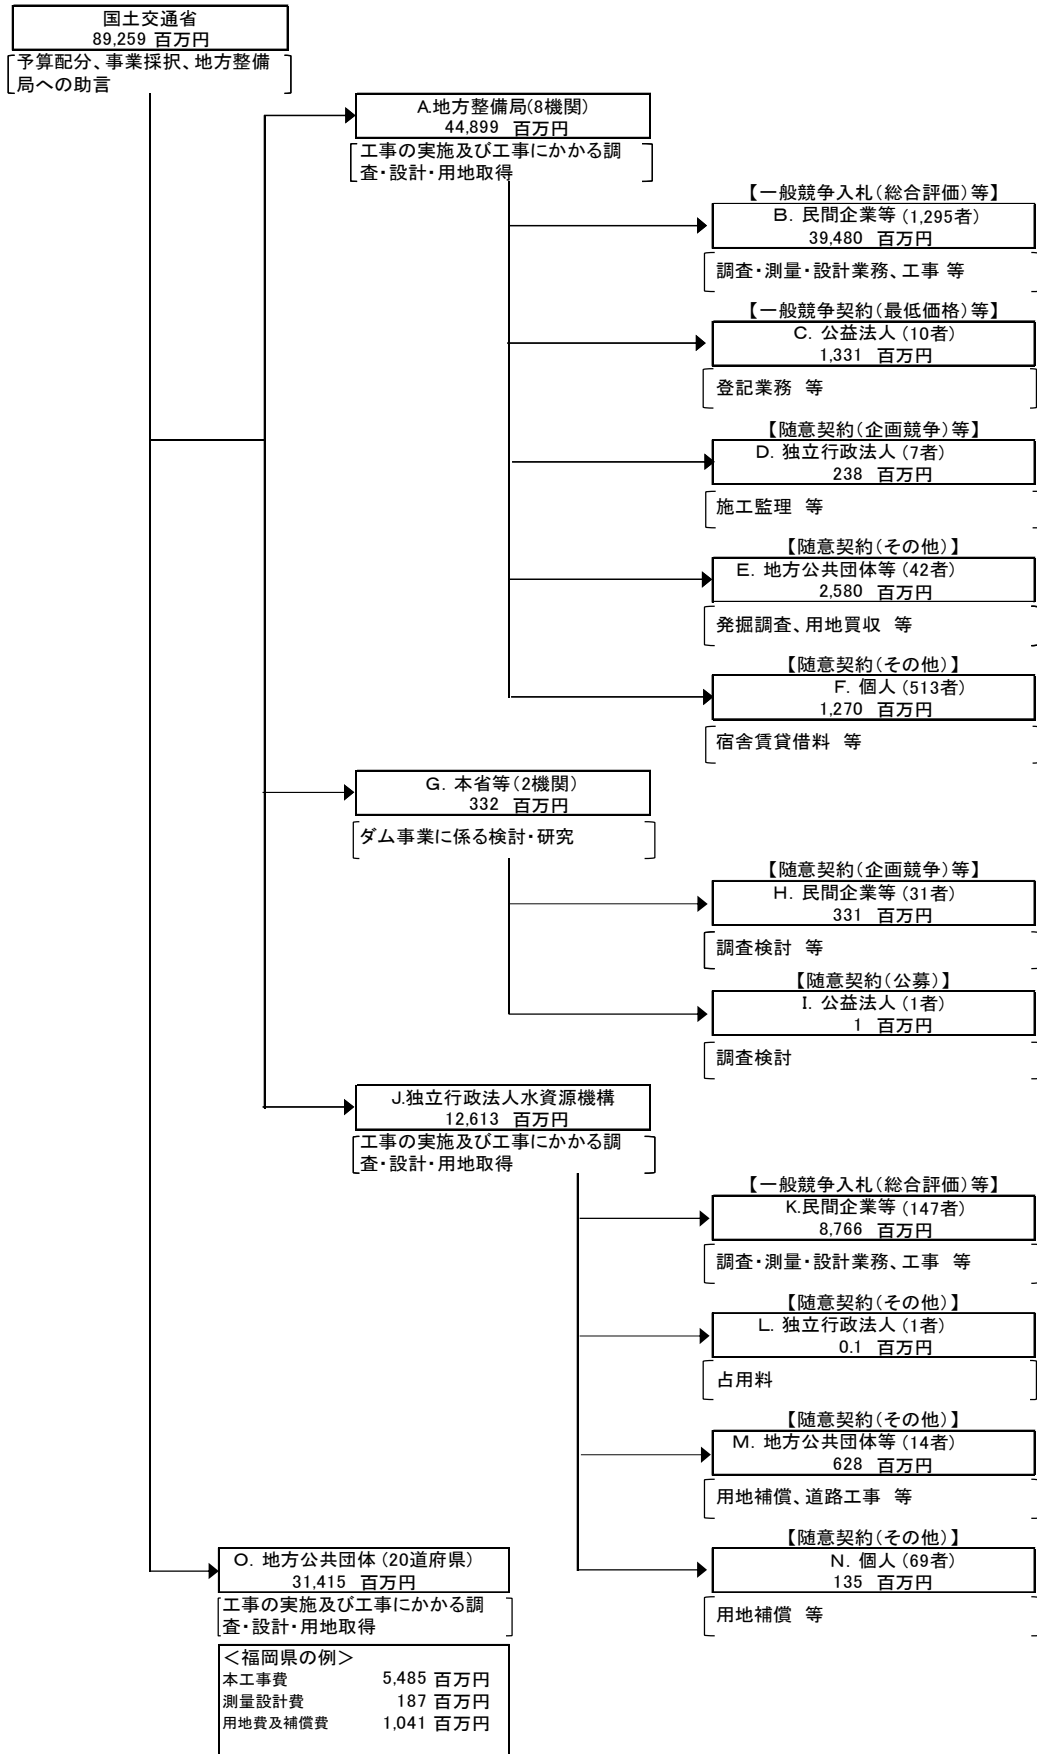 国土交通省
89,259 百万円
予算配分、事業採択、地方整備
局への助言
A.地方整備局(8機関)
44,899 百万円
工事の実施及び工事にかかる調
査・設計・用地取得
【一般競争入札(総合評価)等】
B. 民間企業等(1,295者)
39,480 百万円
調査・測量・設計業務、工事 等
【一般競争契約(最低価格)等】
C. 公益法人(10者)
1,331 百万円
登記業務 等
【随意契約(企画競争)等】
D. 独立行政法人(7者)
238 百万円
施工監理 等
【随意契約(その他)】
E. 地方公共団体等(42者)
2,580 百万円
発掘調査、用地買収 等
【随意契約(その他)】
F. 個人(513者)
1,270 百万円
宿舎賃貸借料 等
G. 本省等(2機関)
332 百万円
ダム事業に係る検討・研究
【随意契約(企画競争)等】
H. 民間企業等(31者)
331 百万円
調査検討 等
【随意契約(公募)】
I. 公益法人(1者)
1 百万円
調査検討
J.独立行政法人水資源機構
12,613 百万円
工事の実施及び工事にかかる調
査・設計・用地取得
【一般競争入札(総合評価)等】
K.民間企業等(147者)
8,766 百万円
調査・測量・設計業務、工事 等
【随意契約(その他)】
L. 独立行政法人(1者)
0.1 百万円
占用料
【随意契約(その他)】
M. 地方公共団体等(14者)
628 百万円
用地補償、道路工事 等
【随意契約(その他)】
N. 個人(69者)
135 百万円
用地補償 等
O. 地方公共団体(20道府県)
31,415 百万円
工事の実施及び工事にかかる調
査・設計・用地取得
＜福岡県の例＞
本工事費 5,485 百万円
測量設計費 187 百万円
用地費及補償費 1,041 百万円